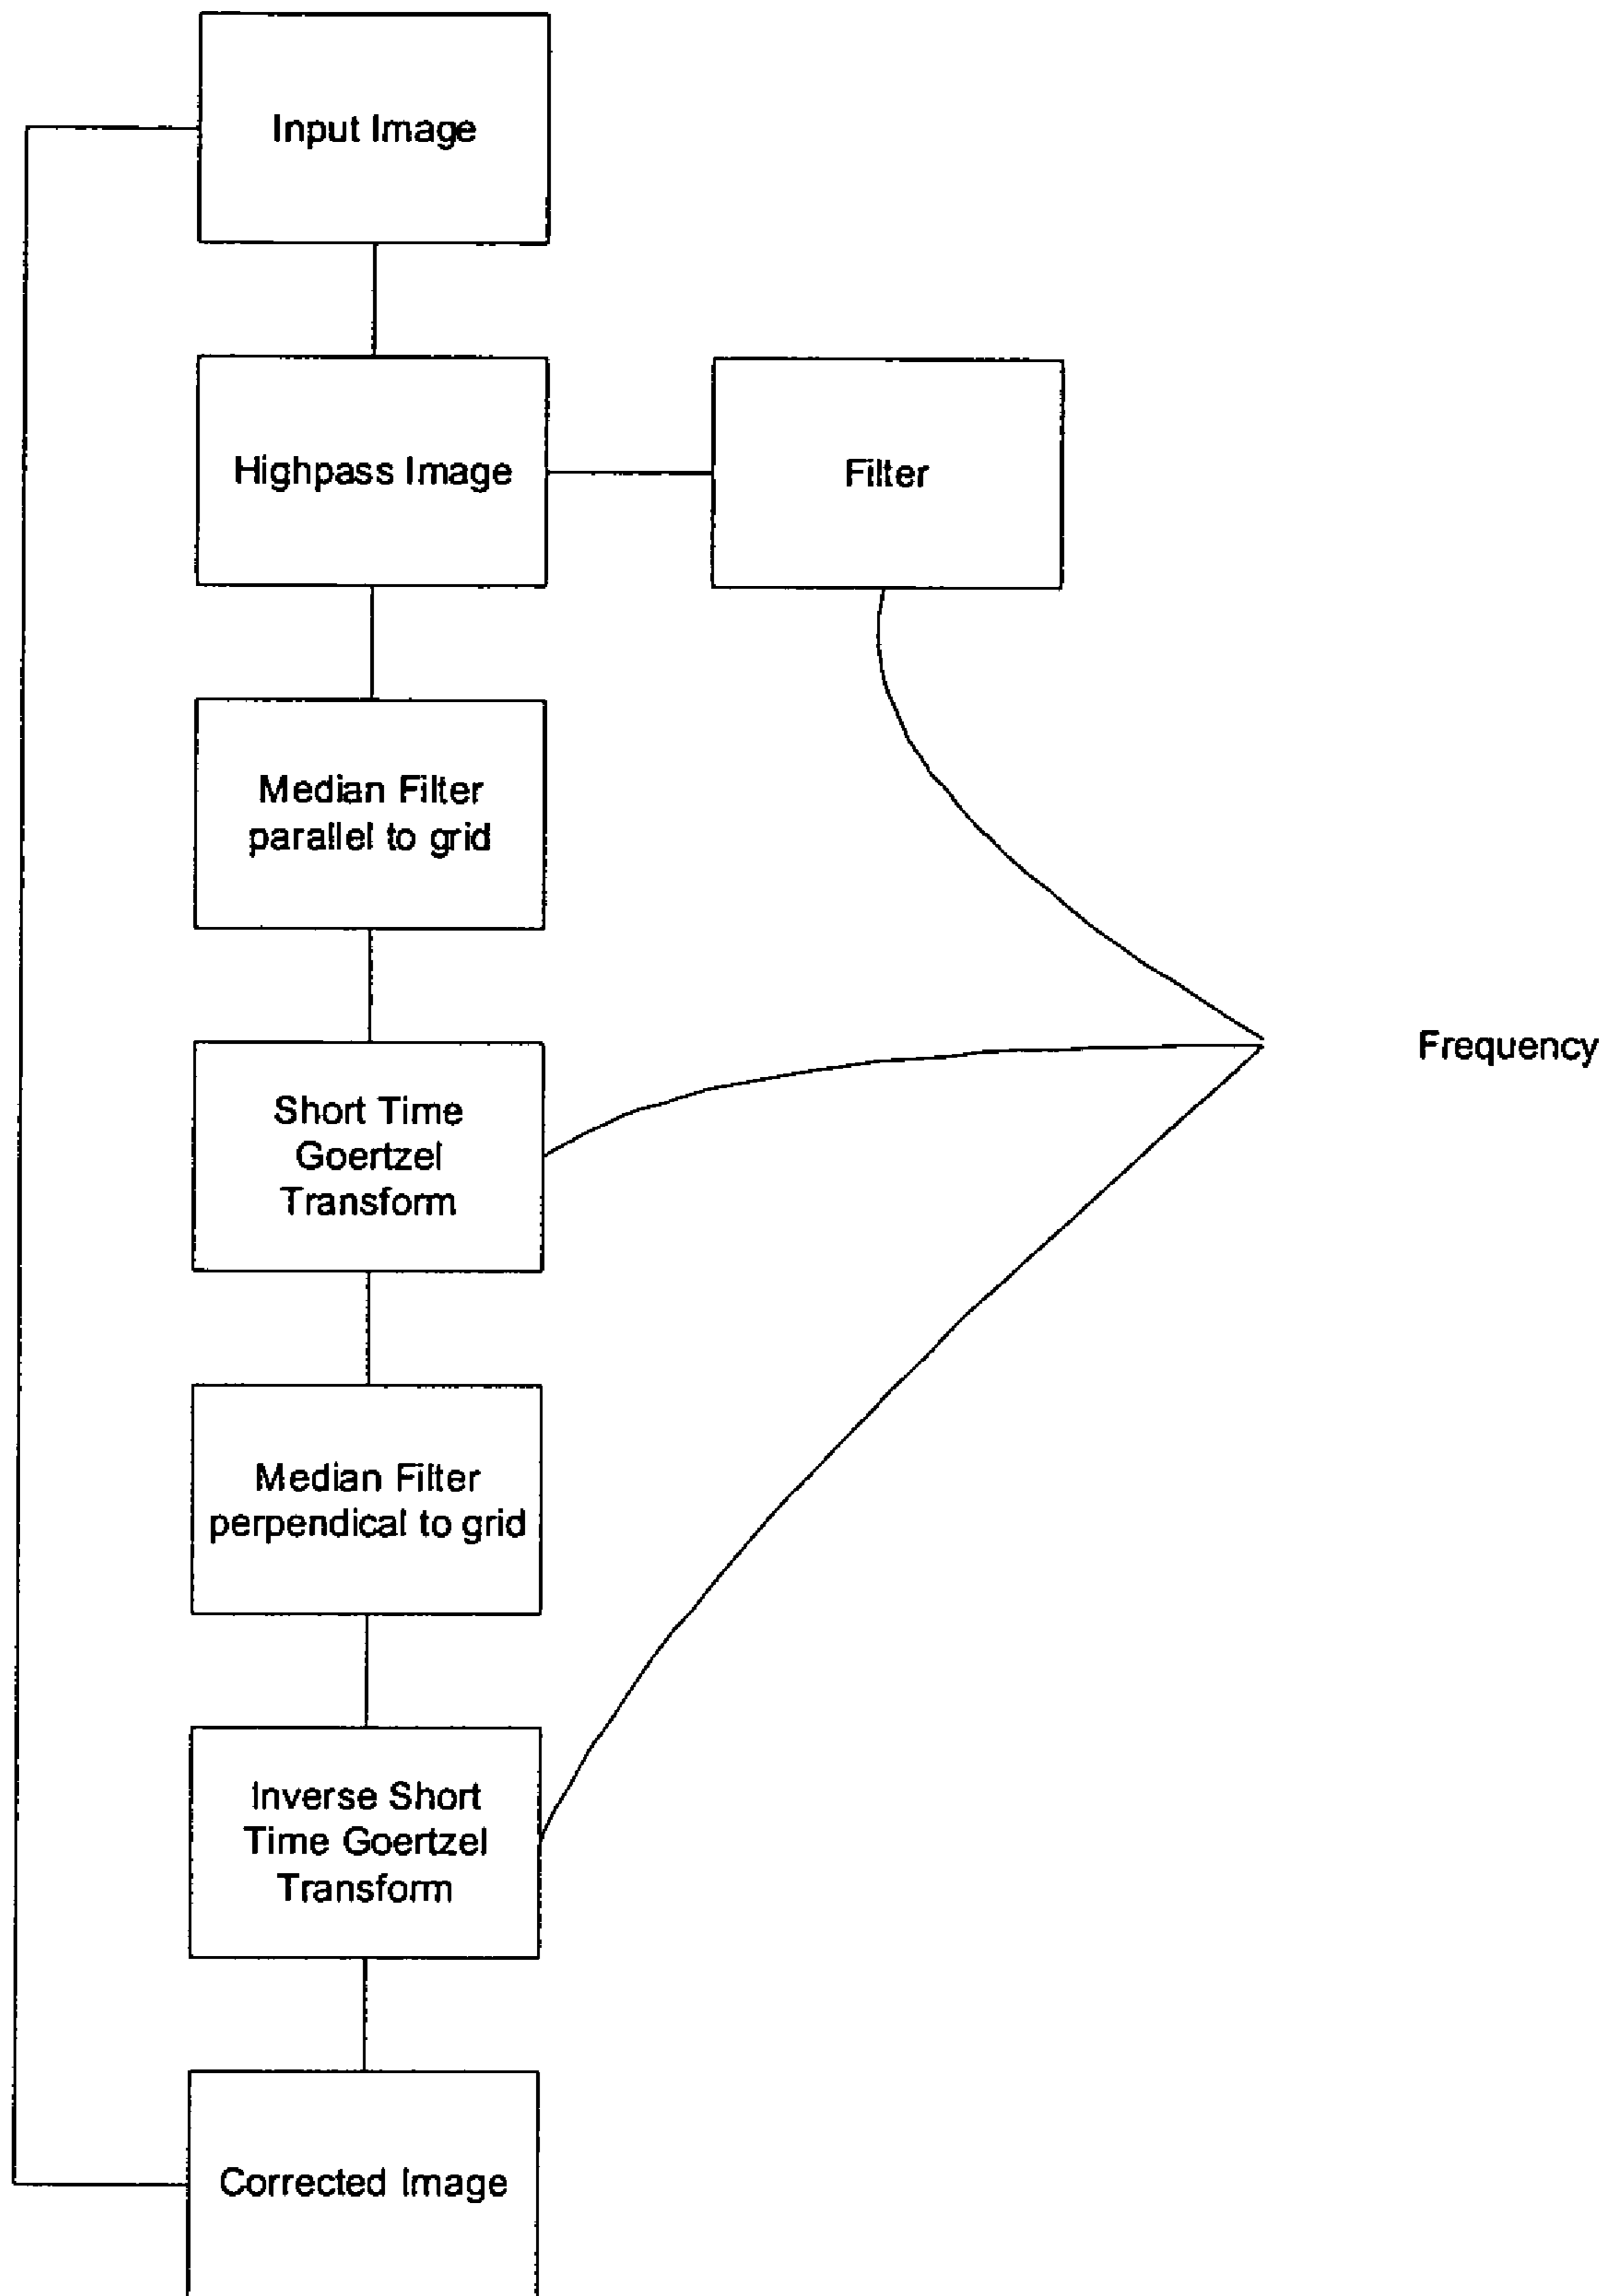 Input Image
Highpass Image
Filter
Median Filter
parallel to grid
Short Time
Goertzel
Transform
Frequency
Median Filter
perpendical to grid
Inverse Short
Time Goertzel
Transform
Corrected Image